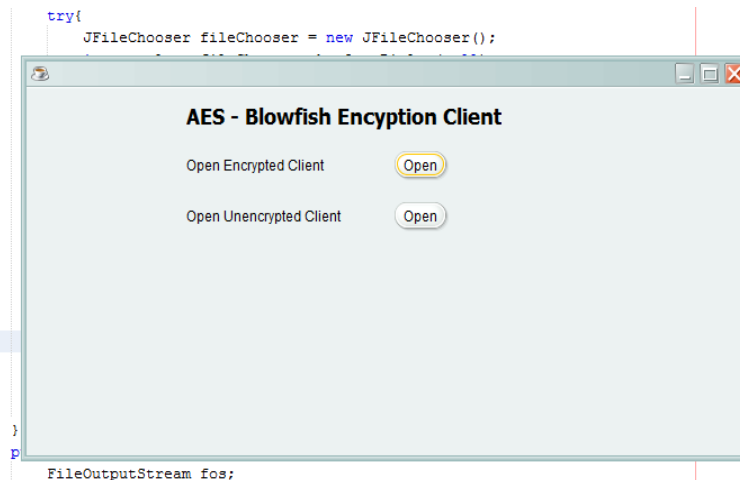 try{
JFileChooser fileChooser = new JFileChooser();
AES - Blowfish Encyption Client
Open Encrypted Client
Open
Open Unencrypted Client
Open
}
FileOutputStream fos;